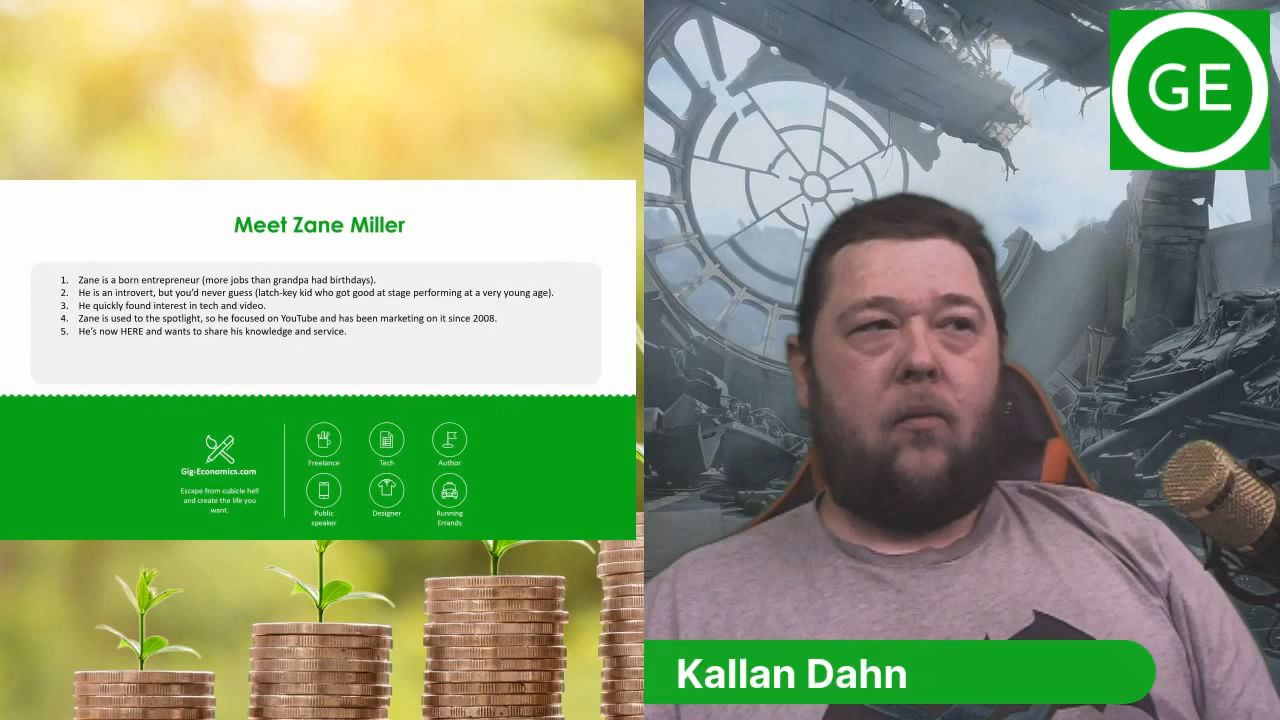 Meet Zane Miller
1. Zane is a born entrepreneur (more jobs than grandpa had birthdays).
2. He is an introvert, but you'd never guess (latch-key kid who got good at stage performing at a very young age).
3. He quickly found interest in tech and video.
4. Zane is used to the spotlight, so he focused on YouTube and has been marketing on it since 2008.
5. He's now HERE and wants to share his knowledge and service.
Gig-Economics.com
Escape from cubicle hell
and create the life you
want.
Freelance
Tech
Author
Public
speaker
Designer
Running
Errands
GE
Kallan Dahn